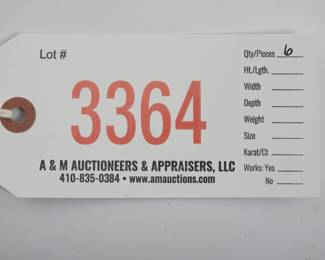 Lot #
3364
A & M AUCTIONEERS & APPRAISERS, LLC
410-835-0384 • www.amauctions.com
Qty/Pieces 6
Ht./Lgth.
Width
Depth
Weight
Size
Karat/Ct
Works: Yes
No